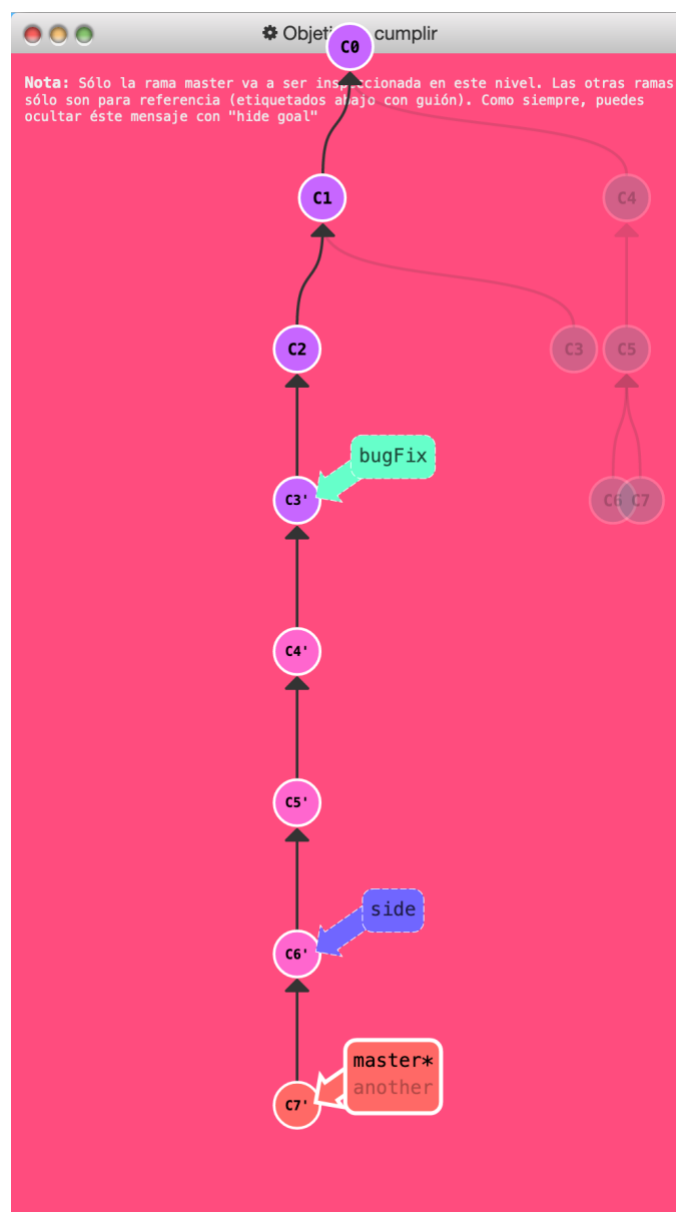 Objeti cumplir
C0
Nota: Sólo la rama master va a ser inspeccionada en este nivel. Las otras ramas
sólo son para referencia (etiquetados abajo con guión). Como siempre, puedes
ocultar éste mensaje con "hide goal"
C1
C4
C2
C3
C5
bugFix
C3'
C6
C7
C4'
C5'
side
C6'
master*
another
C7'